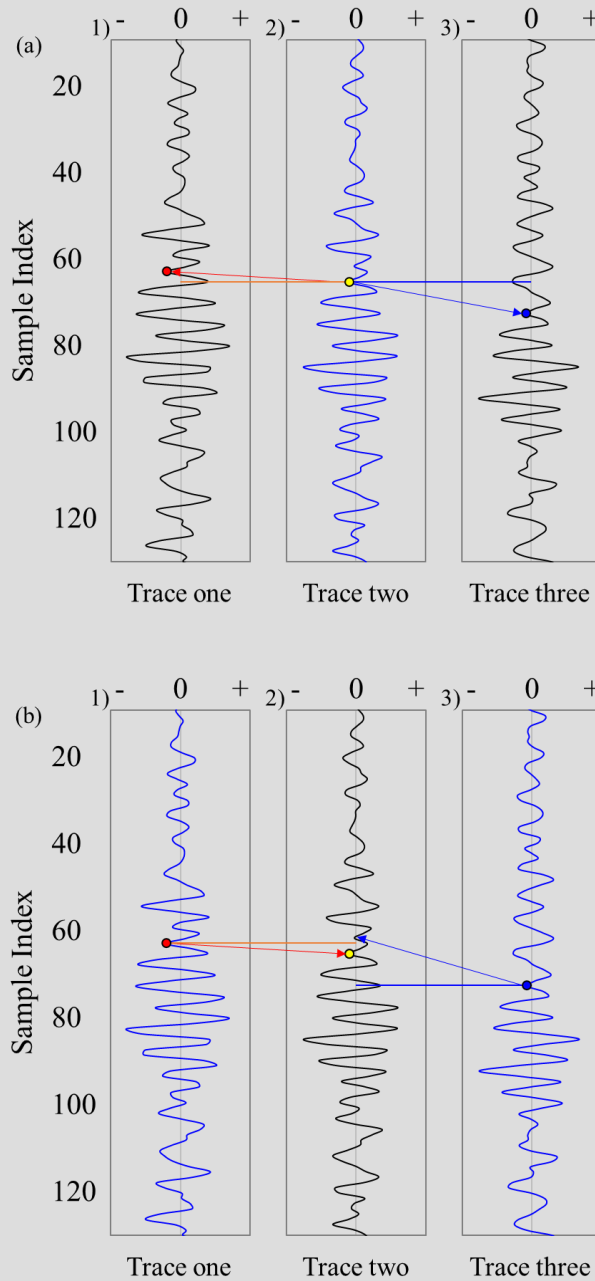 1) - 0 + 2) - 0 + 3) - 0 +
(a)
20
40
60
80
100
120
Sample Index
Trace one Trace two Trace three
1) - 0 + 2) - 0 + 3) - 0 +
(b)
20
40
60
80
100
120
Sample Index
Trace one Trace two Trace three